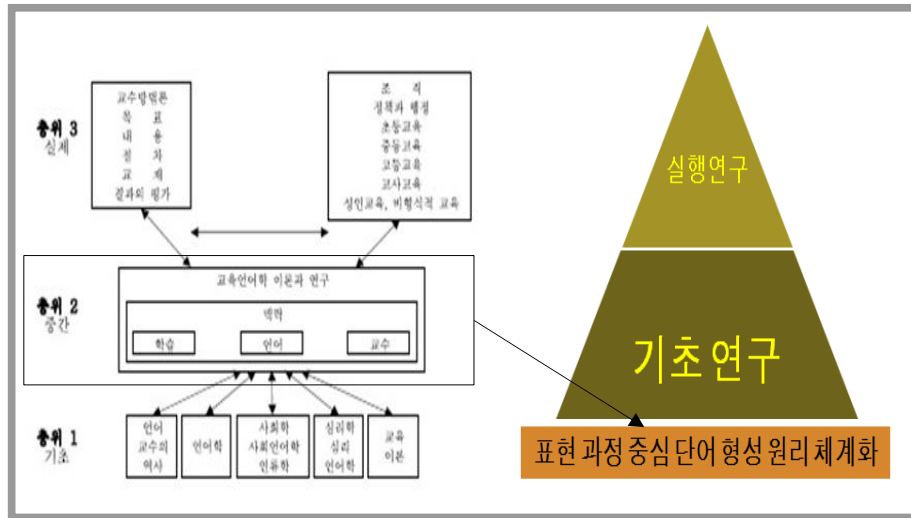 층위 3
실제
교수방법론
목 표
내 용
절 차
교 재
결과의 평가
조 직
정책과 행정
초등교육
중등교육
고등교육
교사교육
성인교육, 비형식적 교육
층위 2
중간
교육언어학 이론과 연구
맥락
학습
언어
교수
층위 1
기초
언어
교수의
역사
언어학
사회학
사회언어학
인류학
심리학
심리
언어학
교육
이론
실행연구
기초 연구
표현 과정 중심 단어 형성 원리 체계화